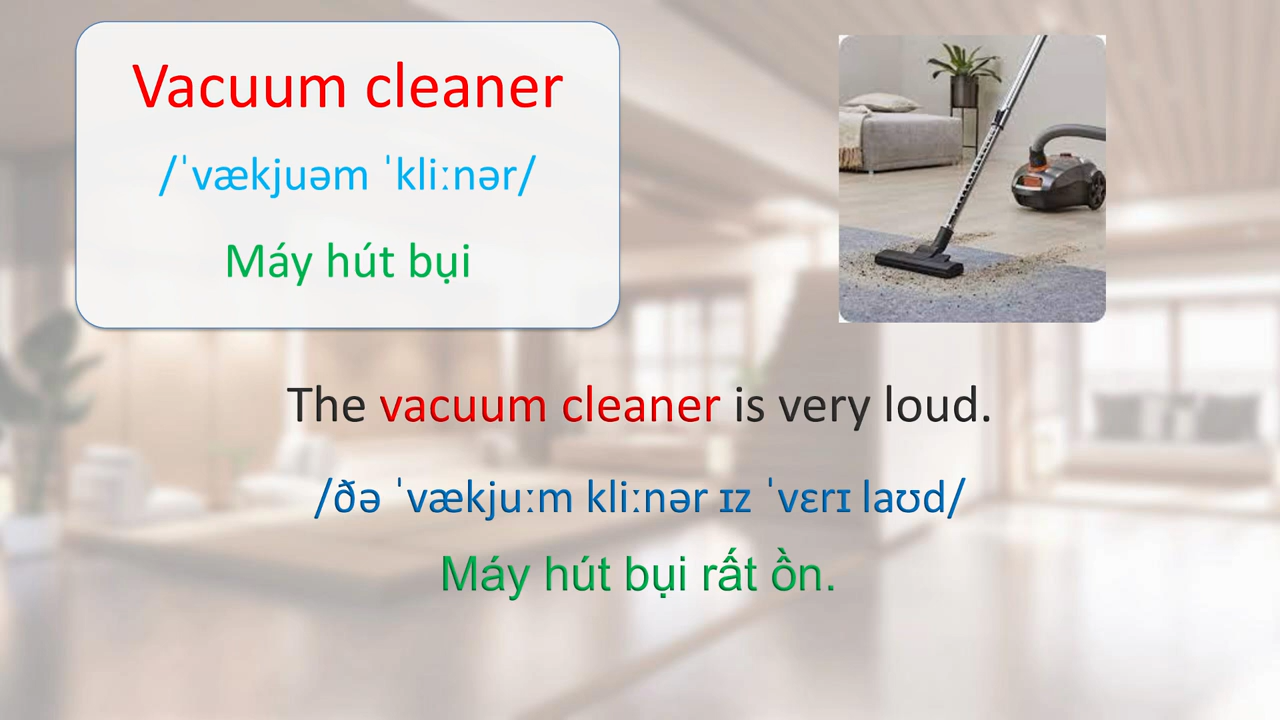 Vacuum cleaner
/ˈvækjuəm ˈkliːnər/
Máy hút bụi
The vacuum cleaner is very loud.
/ðə ˈvækjuːm kliːnər ɪz ˈvɛrɪ laʊd/
Máy hút bụi rất ồn.